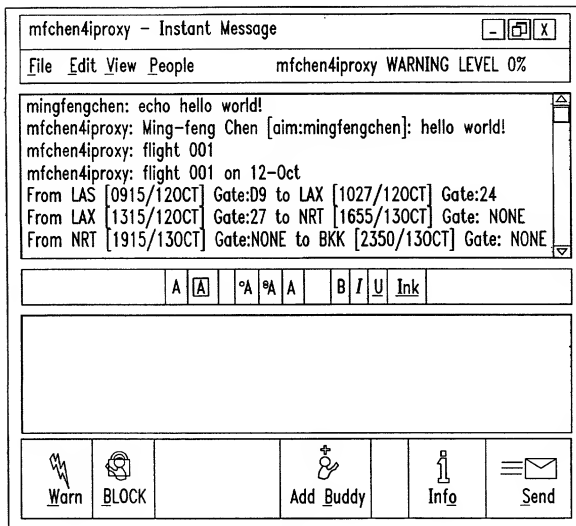 mfchen4iproxy – Instant Message - X
File Edit View People mfchen4iproxy WARNING LEVEL 0%
mingfengchen: echo hello world!
mfchen4iproxy: Ming-feng Chen [aim:mingfengchen]: hello world!
mfchen4iproxy: flight 001
mfchen4iproxy: flight 001 on 12-Oct
From LAS [0915/12OCT] Gate:D9 to LAX [1027/12OCT] Gate:24
From LAX [1315/12OCT] Gate:27 to NRT [1655/13OCT] Gate: NONE
From NRT [1915/13OCT] Gate:NONE to BKK [2350/13OCT] Gate: NONE
A A ºA ªA A B I U Ink
Warn BLOCK Add Buddy Info Send